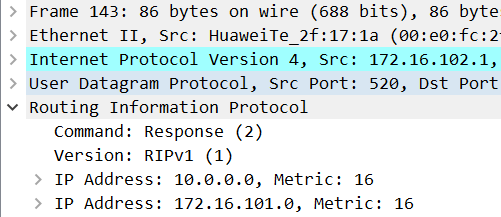 Frame 143: 86 bytes on wire (688 bits), 86 byte
Ethernet II, Src: HuaweiTe_2f:17:1a (00:e0:fc:2
Internet Protocol Version 4, Src: 172.16.102.1,
User Datagram Protocol, Src Port: 520, Dst Port
Routing Information Protocol
Command: Response (2)
Version: RIPv1 (1)
IP Address: 10.0.0.0, Metric: 16
IP Address: 172.16.101.0, Metric: 16